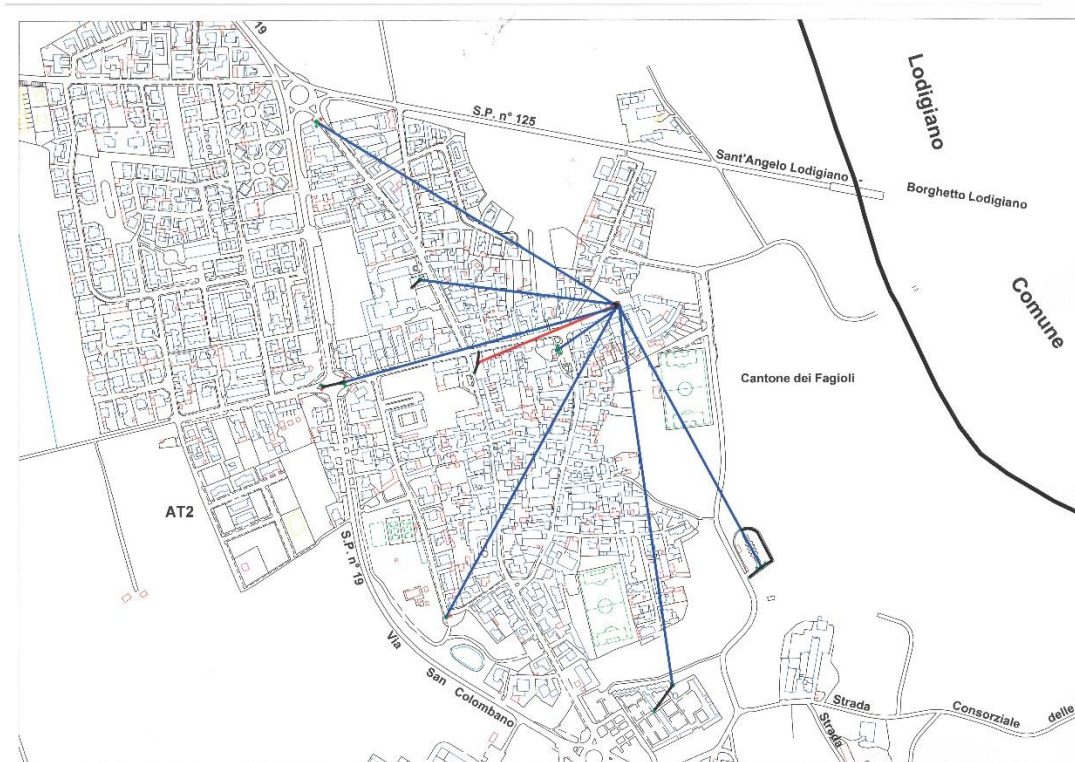 19
S.P. n° 125
Lodigiano
Sant'Angelo Lodigiano -
Borghetto Lodigiano
Comune
Cantone dei Fagioli
AT2
S.P. n° 19
Via
San Colombano
Strada
Consorziale
delle
Strada